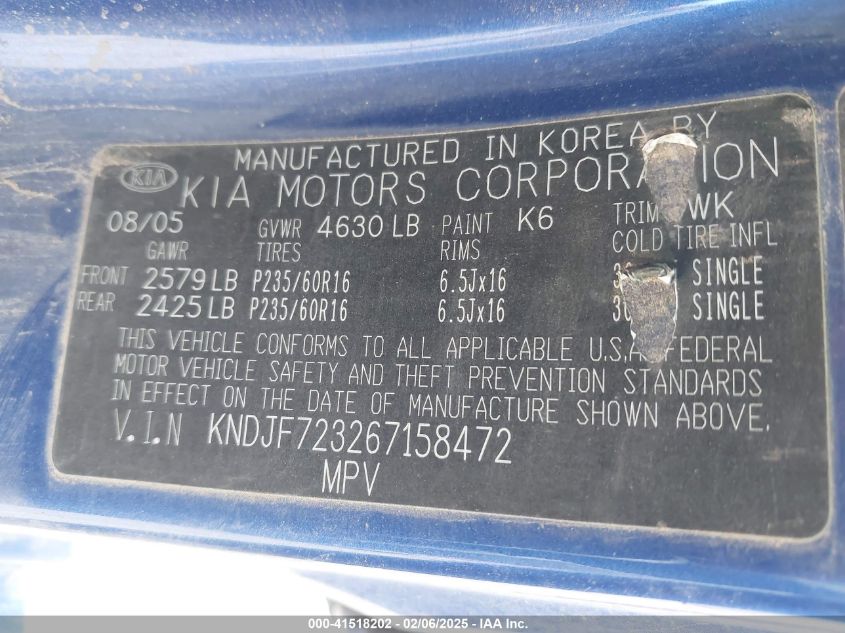 MANUFACTURED IN KOREA BY
KIA KIA MOTORS CORPORATION
08/05 GVWR 4630 LB PAINT K6 TRIM WK
GAWR TIRES RIMS COLD TIRE INFL
FRONT 2579 LB P235/60R16 6.5Jx16 SINGLE
REAR 2425 LB P235/60R16 6.5Jx16 SINGLE
THIS VEHICLE CONFORMS TO ALL APPLICABLE U.S.A FEDERAL
MOTOR VEHICLE SAFETY AND THEFT PREVENTION STANDARDS
IN EFFECT ON THE DATE OF MANUFACTURE SHOWN ABOVE.
V.I.N KNDJF723267158472
MPV
000-41518202 - 02/06/2025 - IAA Inc.